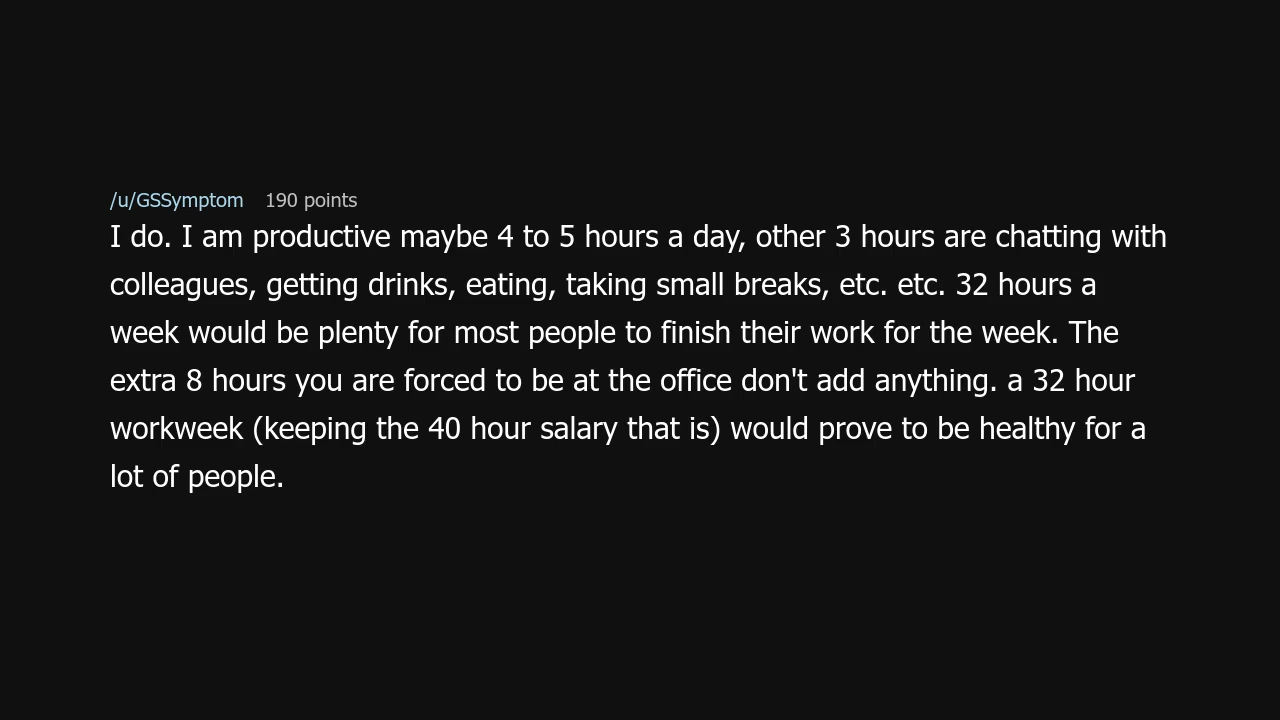 /u/GSSymptom 190 points
I do. I am productive maybe 4 to 5 hours a day, other 3 hours are chatting with
colleagues, getting drinks, eating, taking small breaks, etc. etc. 32 hours a
week would be plenty for most people to finish their work for the week. The
extra 8 hours you are forced to be at the office don't add anything. a 32 hour
workweek (keeping the 40 hour salary that is) would prove to be healthy for a
lot of people.